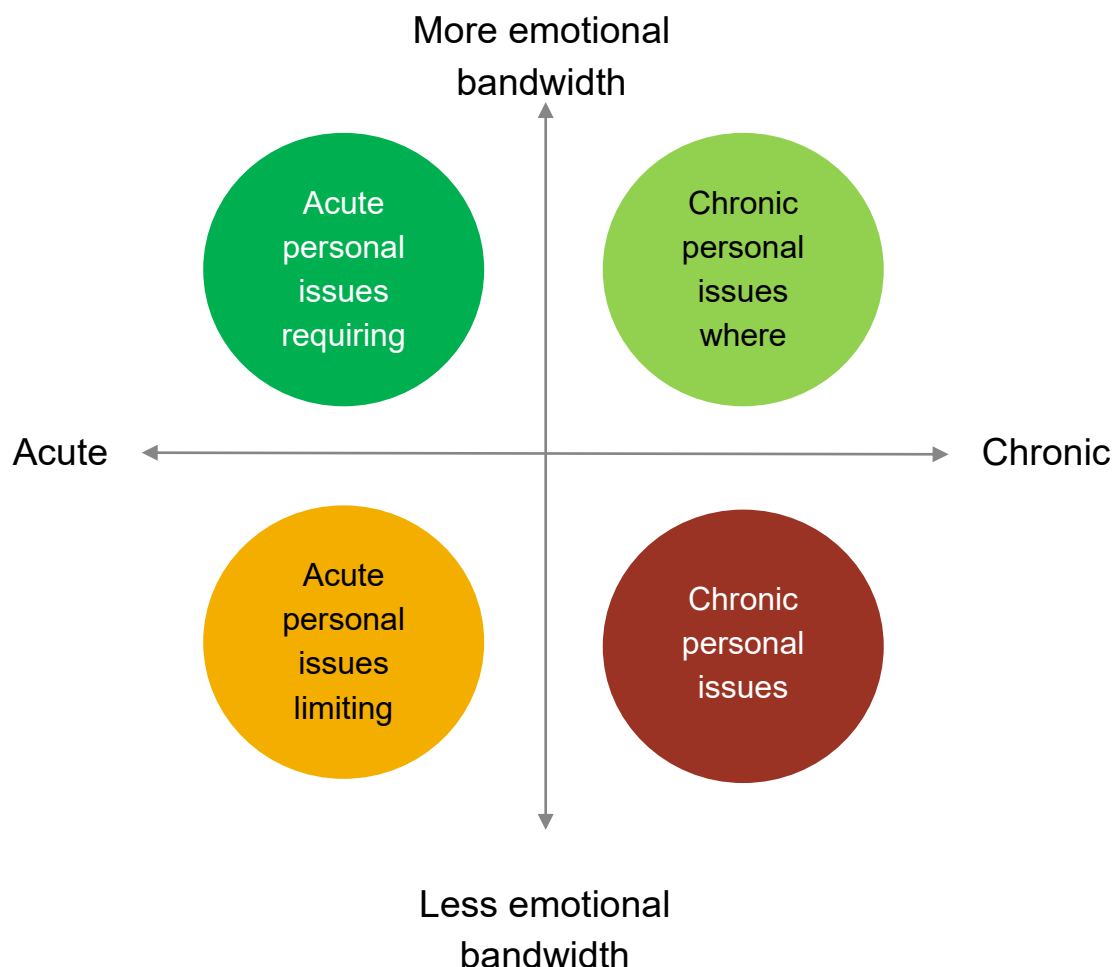 More emotional
bandwidth
Acute
personal
issues
requiring
Chronic
personal
issues
where
Acute
Chronic
Acute
personal
issues
limiting
Chronic
personal
issues
Less emotional
bandwidth